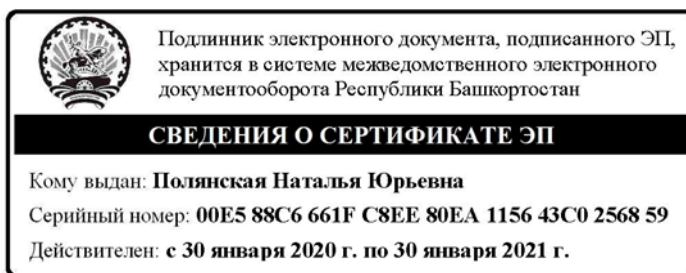 Подлинник электронного документа, подписанного ЭП,
хранится в системе межведомственного электронного
документооборота Республики Башкортостан
СВЕДЕНИЯ О СЕРТИФИКАТЕ ЭП
Кому выдан: Полянская Наталья Юрьевна
Серийный номер: 00E5 88C6 661F C8EE 80EA 1156 43C0 2568 59
Действителен: с 30 января 2020 г. по 30 января 2021 г.